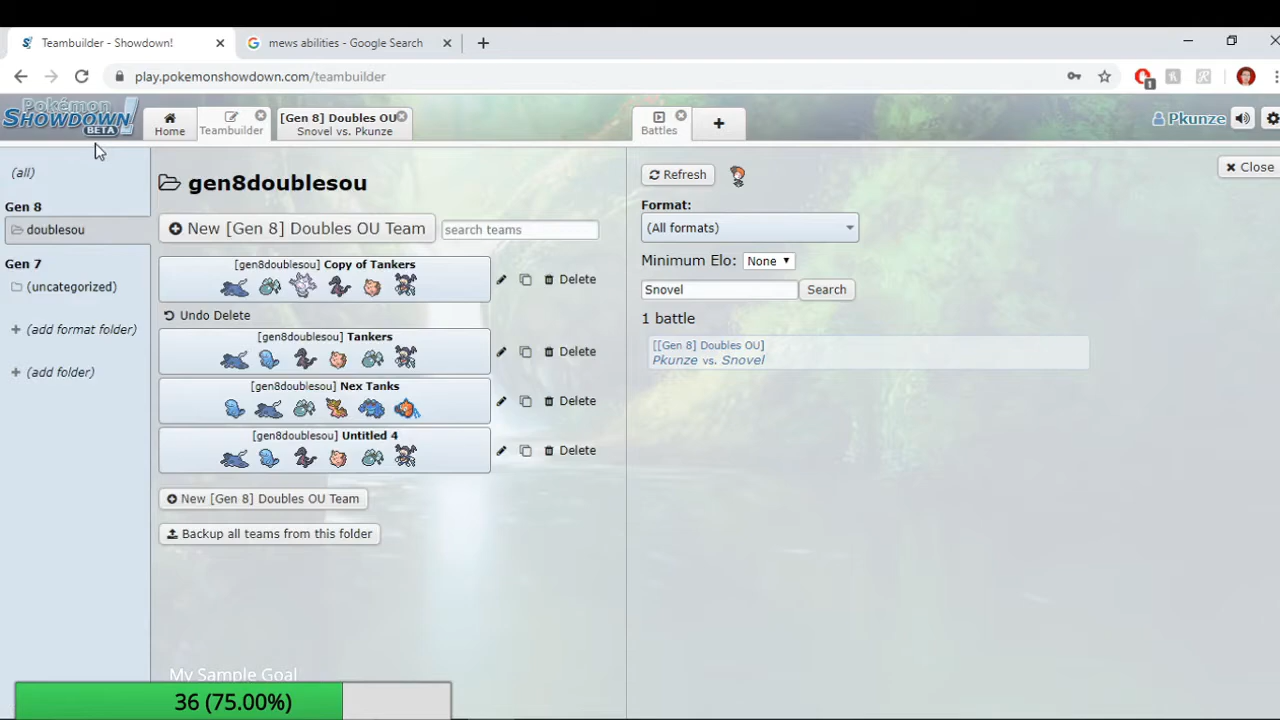 Teambuilder - Showdown!
mews abilities - Google Search
play.pokemonshowdown.com/teambuilder
1
Pokémon
SHOWDOWN!
BETA
Home
Teambuilder
[Gen 8] Doubles OU
Snovel vs. Pkunze
Battles
Pkunze
(all)
Gen 8
doublesou
Gen 7
(uncategorized)
(add format folder)
(add folder)
gen8doublesou
New [Gen 8] Doubles OU Team
search teams
[gen8doublesou] Copy of Tankers
Delete
Undo Delete
[gen8doublesou] Tankers
Delete
[gen8doublesou] Nex Tanks
Delete
[gen8doublesou] Untitled 4
Delete
New [Gen 8] Doubles OU Team
Backup all teams from this folder
Refresh
Close
Format:
(All formats)
Minimum Elo: None
Snovel
Search
1 battle
[[Gen 8] Doubles OU]
Pkunze vs. Snovel
My Sample Goal
36 (75.00%)